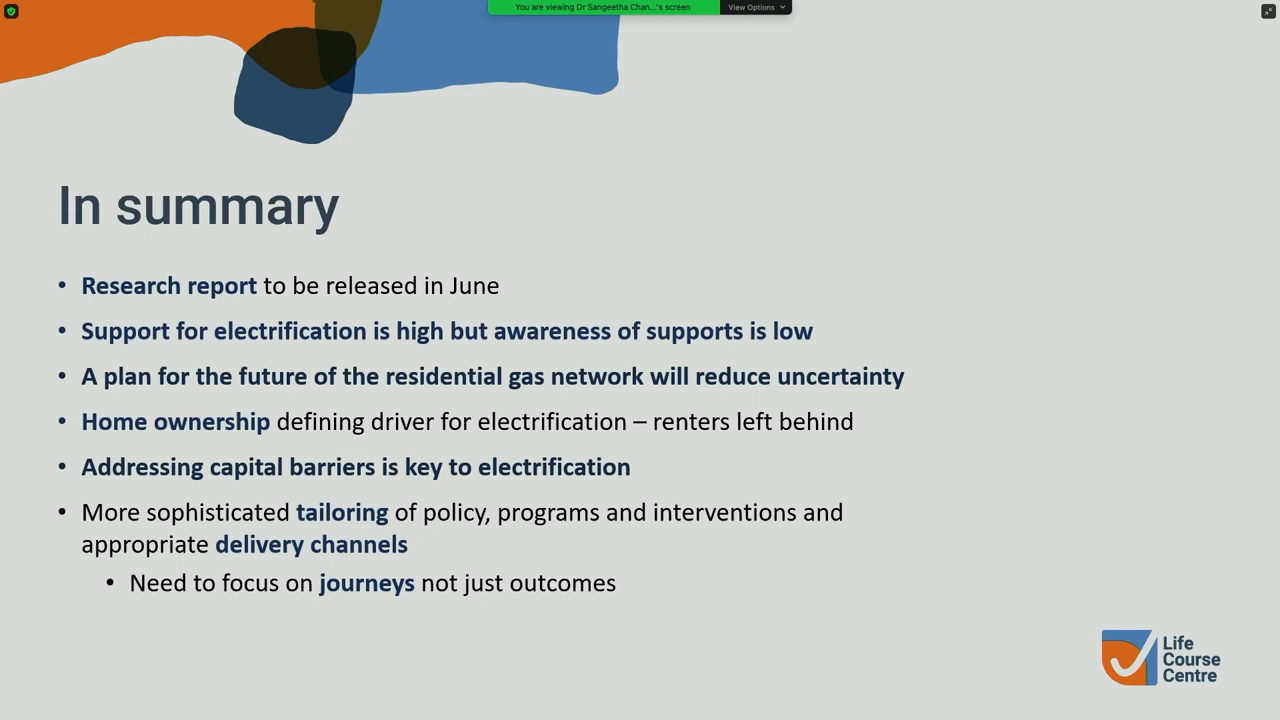 You are viewing Dr Sangeetha Chan...'s screen
View Options
In summary
• Research report to be released in June
• Support for electrification is high but awareness of supports is low
• A plan for the future of the residential gas network will reduce uncertainty
• Home ownership defining driver for electrification – renters left behind
• Addressing capital barriers is key to electrification
• More sophisticated tailoring of policy, programs and interventions and
appropriate delivery channels
• Need to focus on journeys not just outcomes
Life
Course
Centre